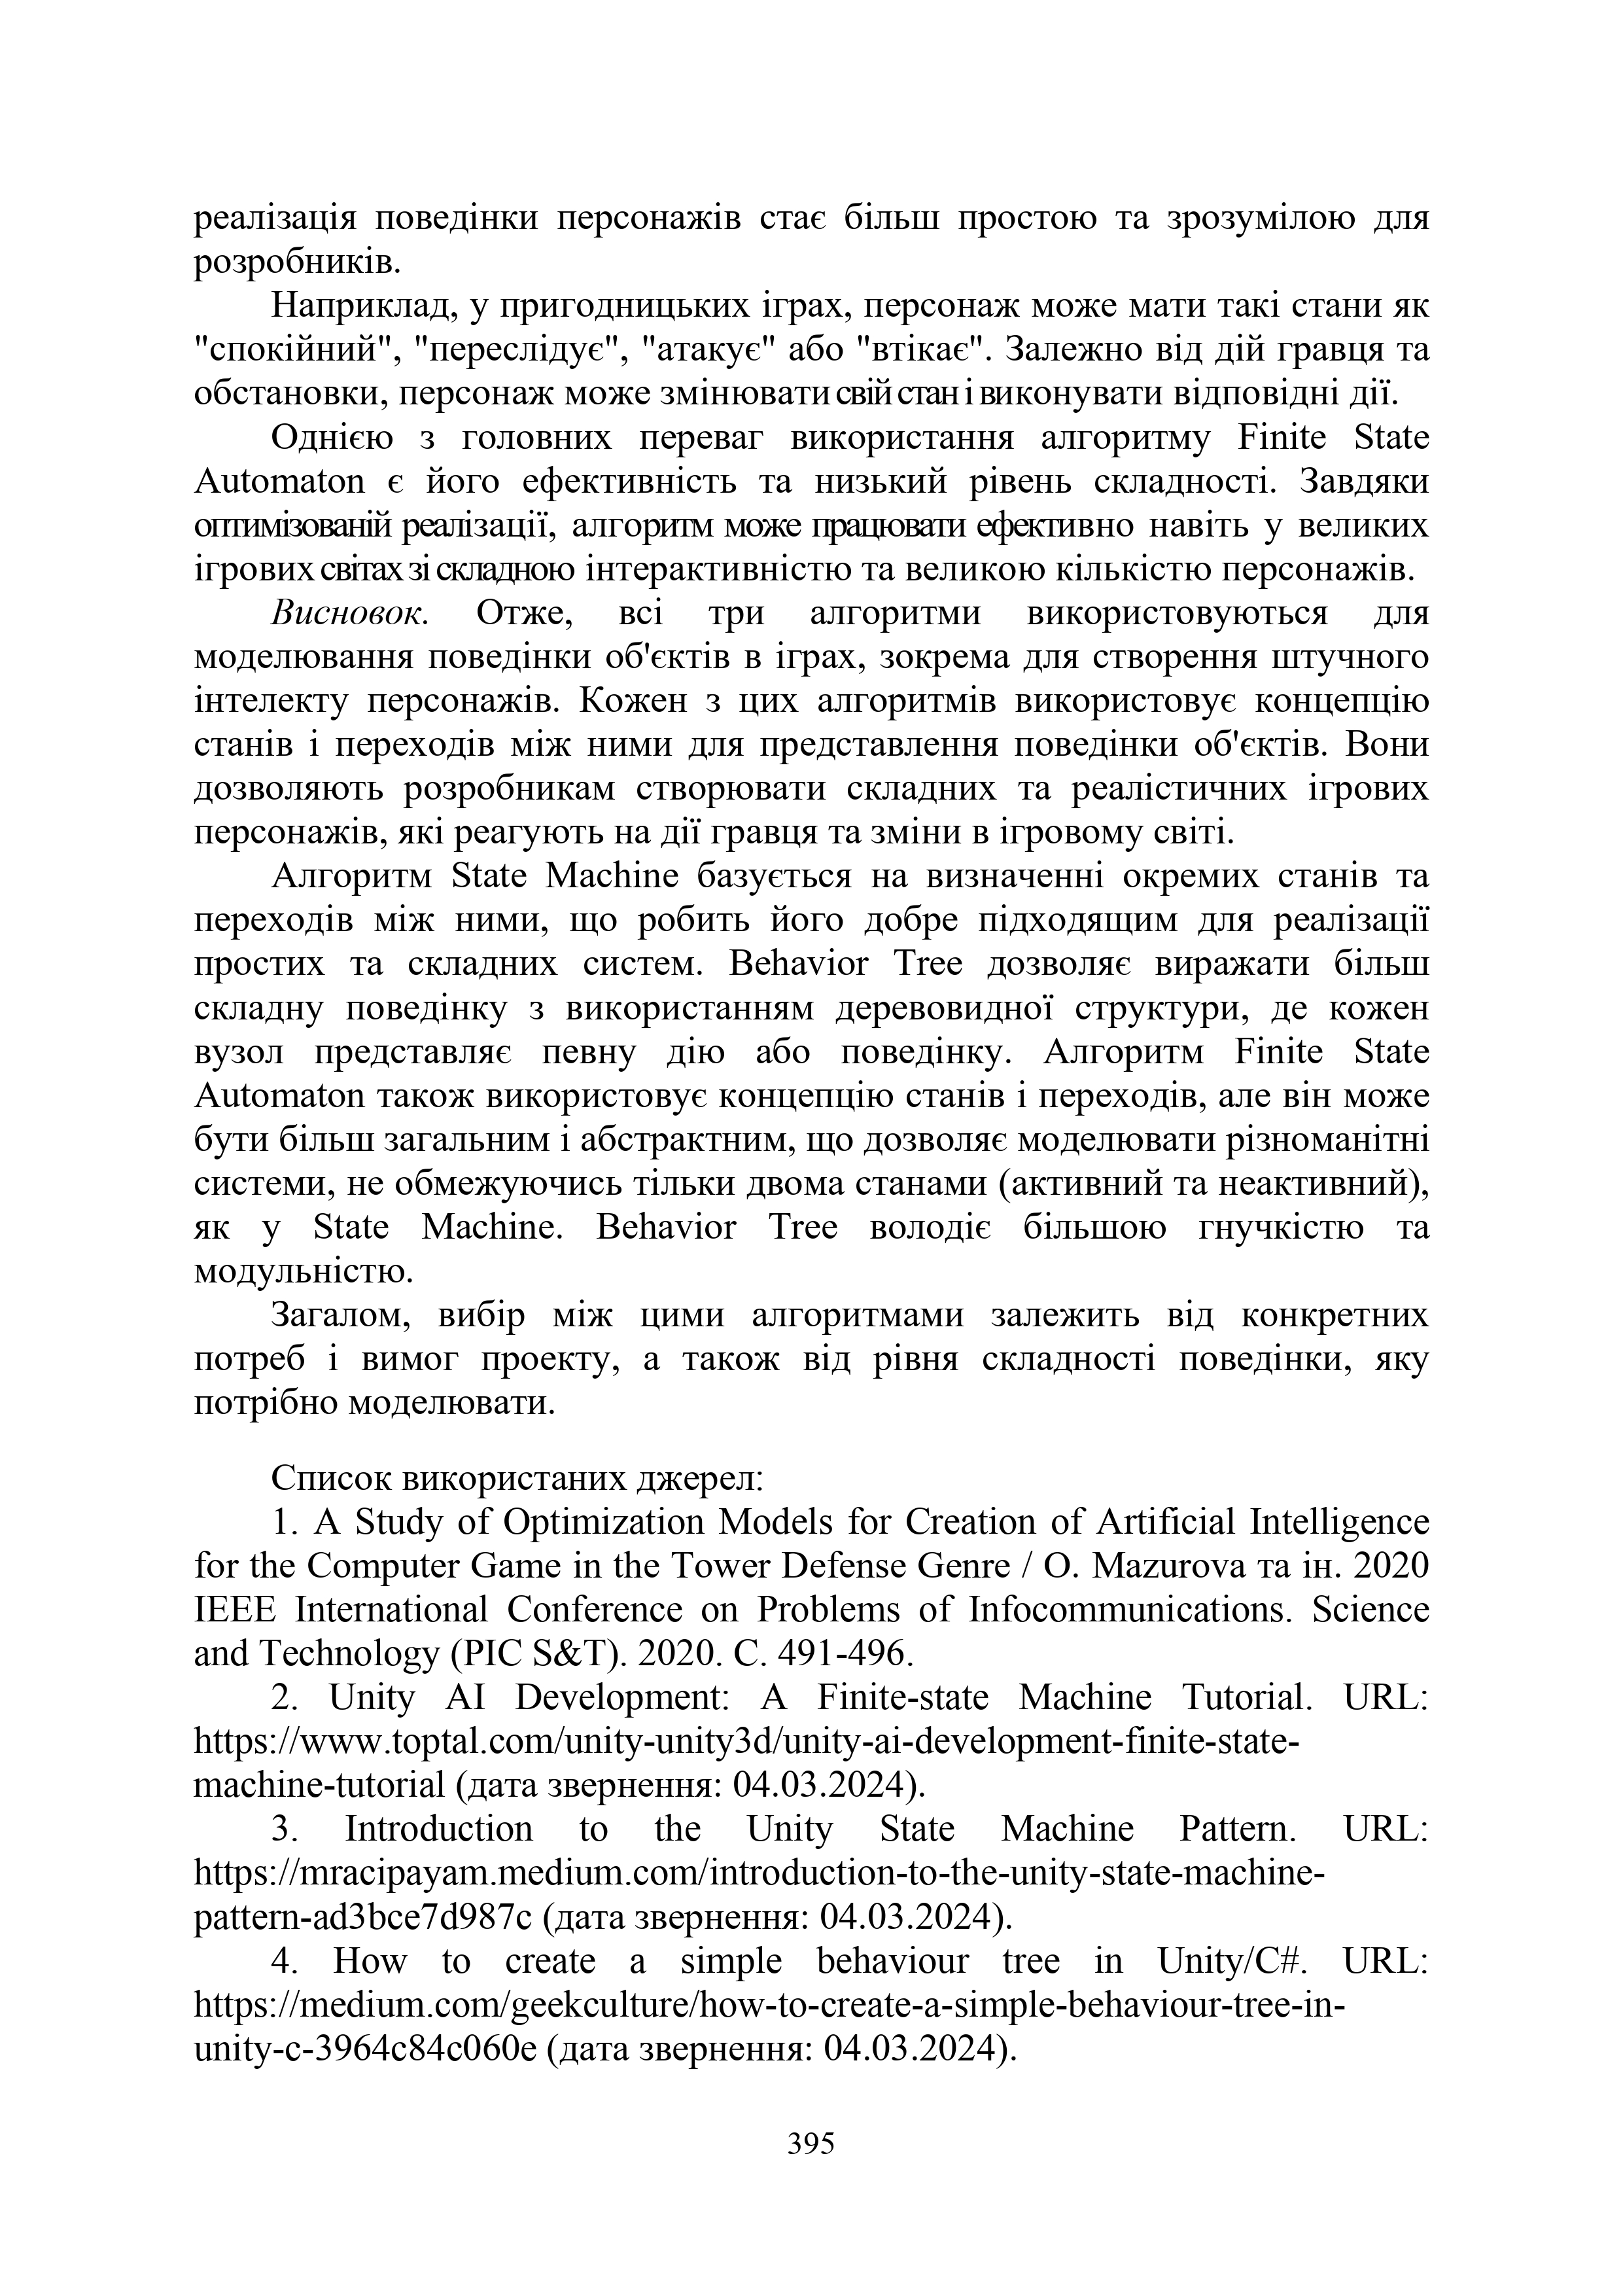 реалізація поведінки персонажів стає більш простою та зрозумілою для
розробників.
Наприклад, у пригодницьких іграх, персонаж може мати такі стани як
"спокійний", "переслідує", "атакує" або "втікає". Залежно від дій гравця та
обстановки, персонаж може змінювати свій стан і виконувати відповідні дії.
Однією з головних переваг використання алгоритму Finite State
Automaton є його ефективність та низький рівень складності. Завдяки
оптимізованій реалізації, алгоритм може працювати ефективно навіть у великих
ігрових світах зі складною інтерактивністю та великою кількістю персонажів.
Висновок. Отже, всі три алгоритми використовуються для
моделювання поведінки об'єктів в іграх, зокрема для створення штучного
інтелекту персонажів. Кожен з цих алгоритмів використовує концепцію
станів і переходів між ними для представлення поведінки об'єктів. Вони
дозволяють розробникам створювати складних та реалістичних ігрових
персонажів, які реагують на дії гравця та зміни в ігровому світі.
Алгоритм State Machine базується на визначенні окремих станів та
переходів між ними, що робить його добре підходящим для реалізації
простих та складних систем. Behavior Tree дозволяє виражати більш
складну поведінку з використанням деревовидної структури, де кожен
вузол представляє певну дію або поведінку. Алгоритм Finite State
Automaton також використовує концепцію станів і переходів, але він може
бути більш загальним і абстрактним, що дозволяє моделювати різноманітні
системи, не обмежуючись тільки двома станами (активний та неактивний),
як у State Machine. Behavior Tree володіє більшою гнучкістю та
модульністю.
Загалом, вибір між цими алгоритмами залежить від конкретних
потреб і вимог проекту, а також від рівня складності поведінки, яку
потрібно моделювати.
Список використаних джерел:
1. A Study of Optimization Models for Creation of Artificial Intelligence
for the Computer Game in the Tower Defense Genre / O. Mazurova та ін. 2020
IEEE International Conference on Problems of Infocommunications. Science
and Technology (PIC S&T). 2020. С. 491-496.
2. Unity AI Development: A Finite-state Machine Tutorial. URL:
https://www.toptal.com/unity-unity3d/unity-ai-development-finite-state-
machine-tutorial (дата звернення: 04.03.2024).
3. Introduction to the Unity State Machine Pattern. URL:
https://mracipayam.medium.com/introduction-to-the-unity-state-machine-
pattern-ad3bce7d987c (дата звернення: 04.03.2024).
4. How to create a simple behaviour tree in Unity/C#. URL:
https://medium.com/geekculture/how-to-create-a-simple-behaviour-tree-in-
unity-c-3964c84c060e (дата звернення: 04.03.2024).
395